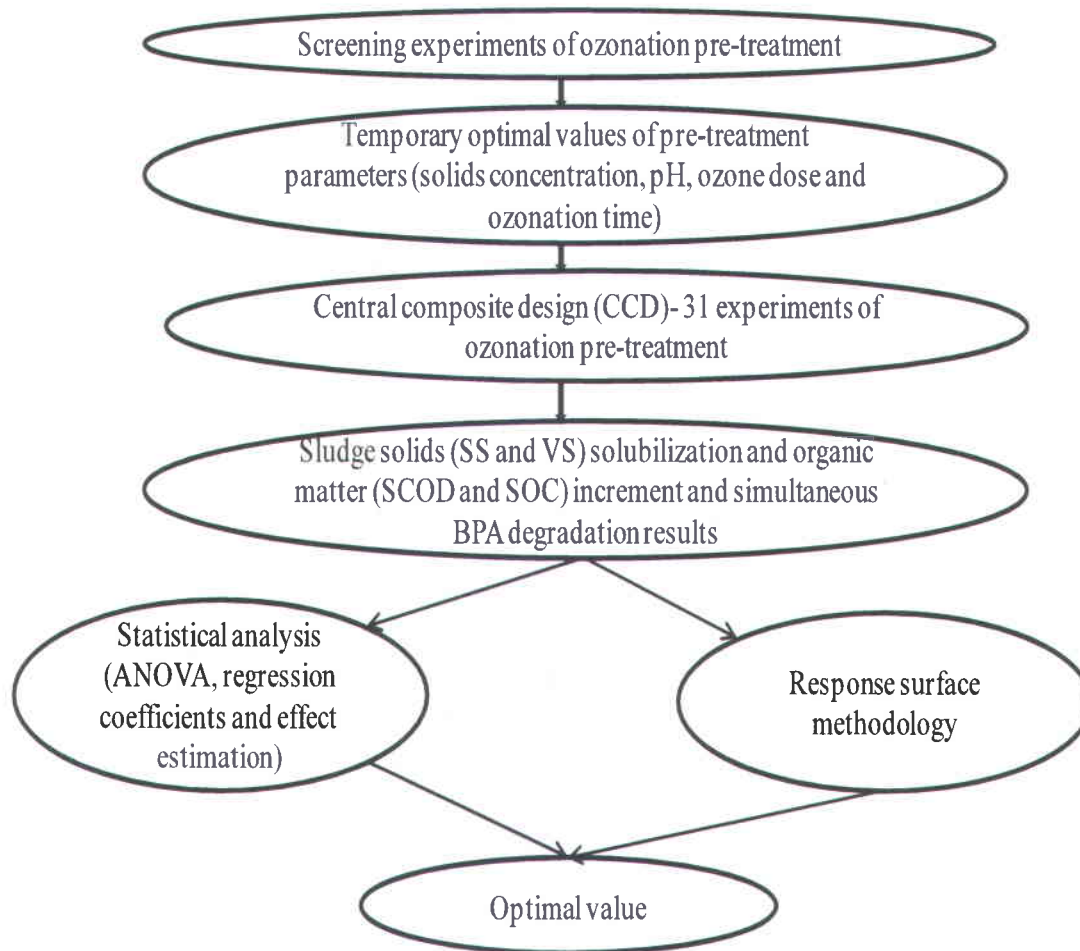 Screening experiments of ozonation pre-treatment
Temporary optimal values of pre-treatment
parameters (solids concentration, pH, ozone dose and
ozonation time)
Central composite design (CCD)- 31 experiments of
ozonation pre-treatment
Sludge solids (SS and VS) solubilization and organic
matter (SCOD and SOC) increment and simultaneous
BPA degradation results
Statistical analysis
(ANOVA, regression
coefficients and effect
estimation)
Response surface
methodology
Optimal value